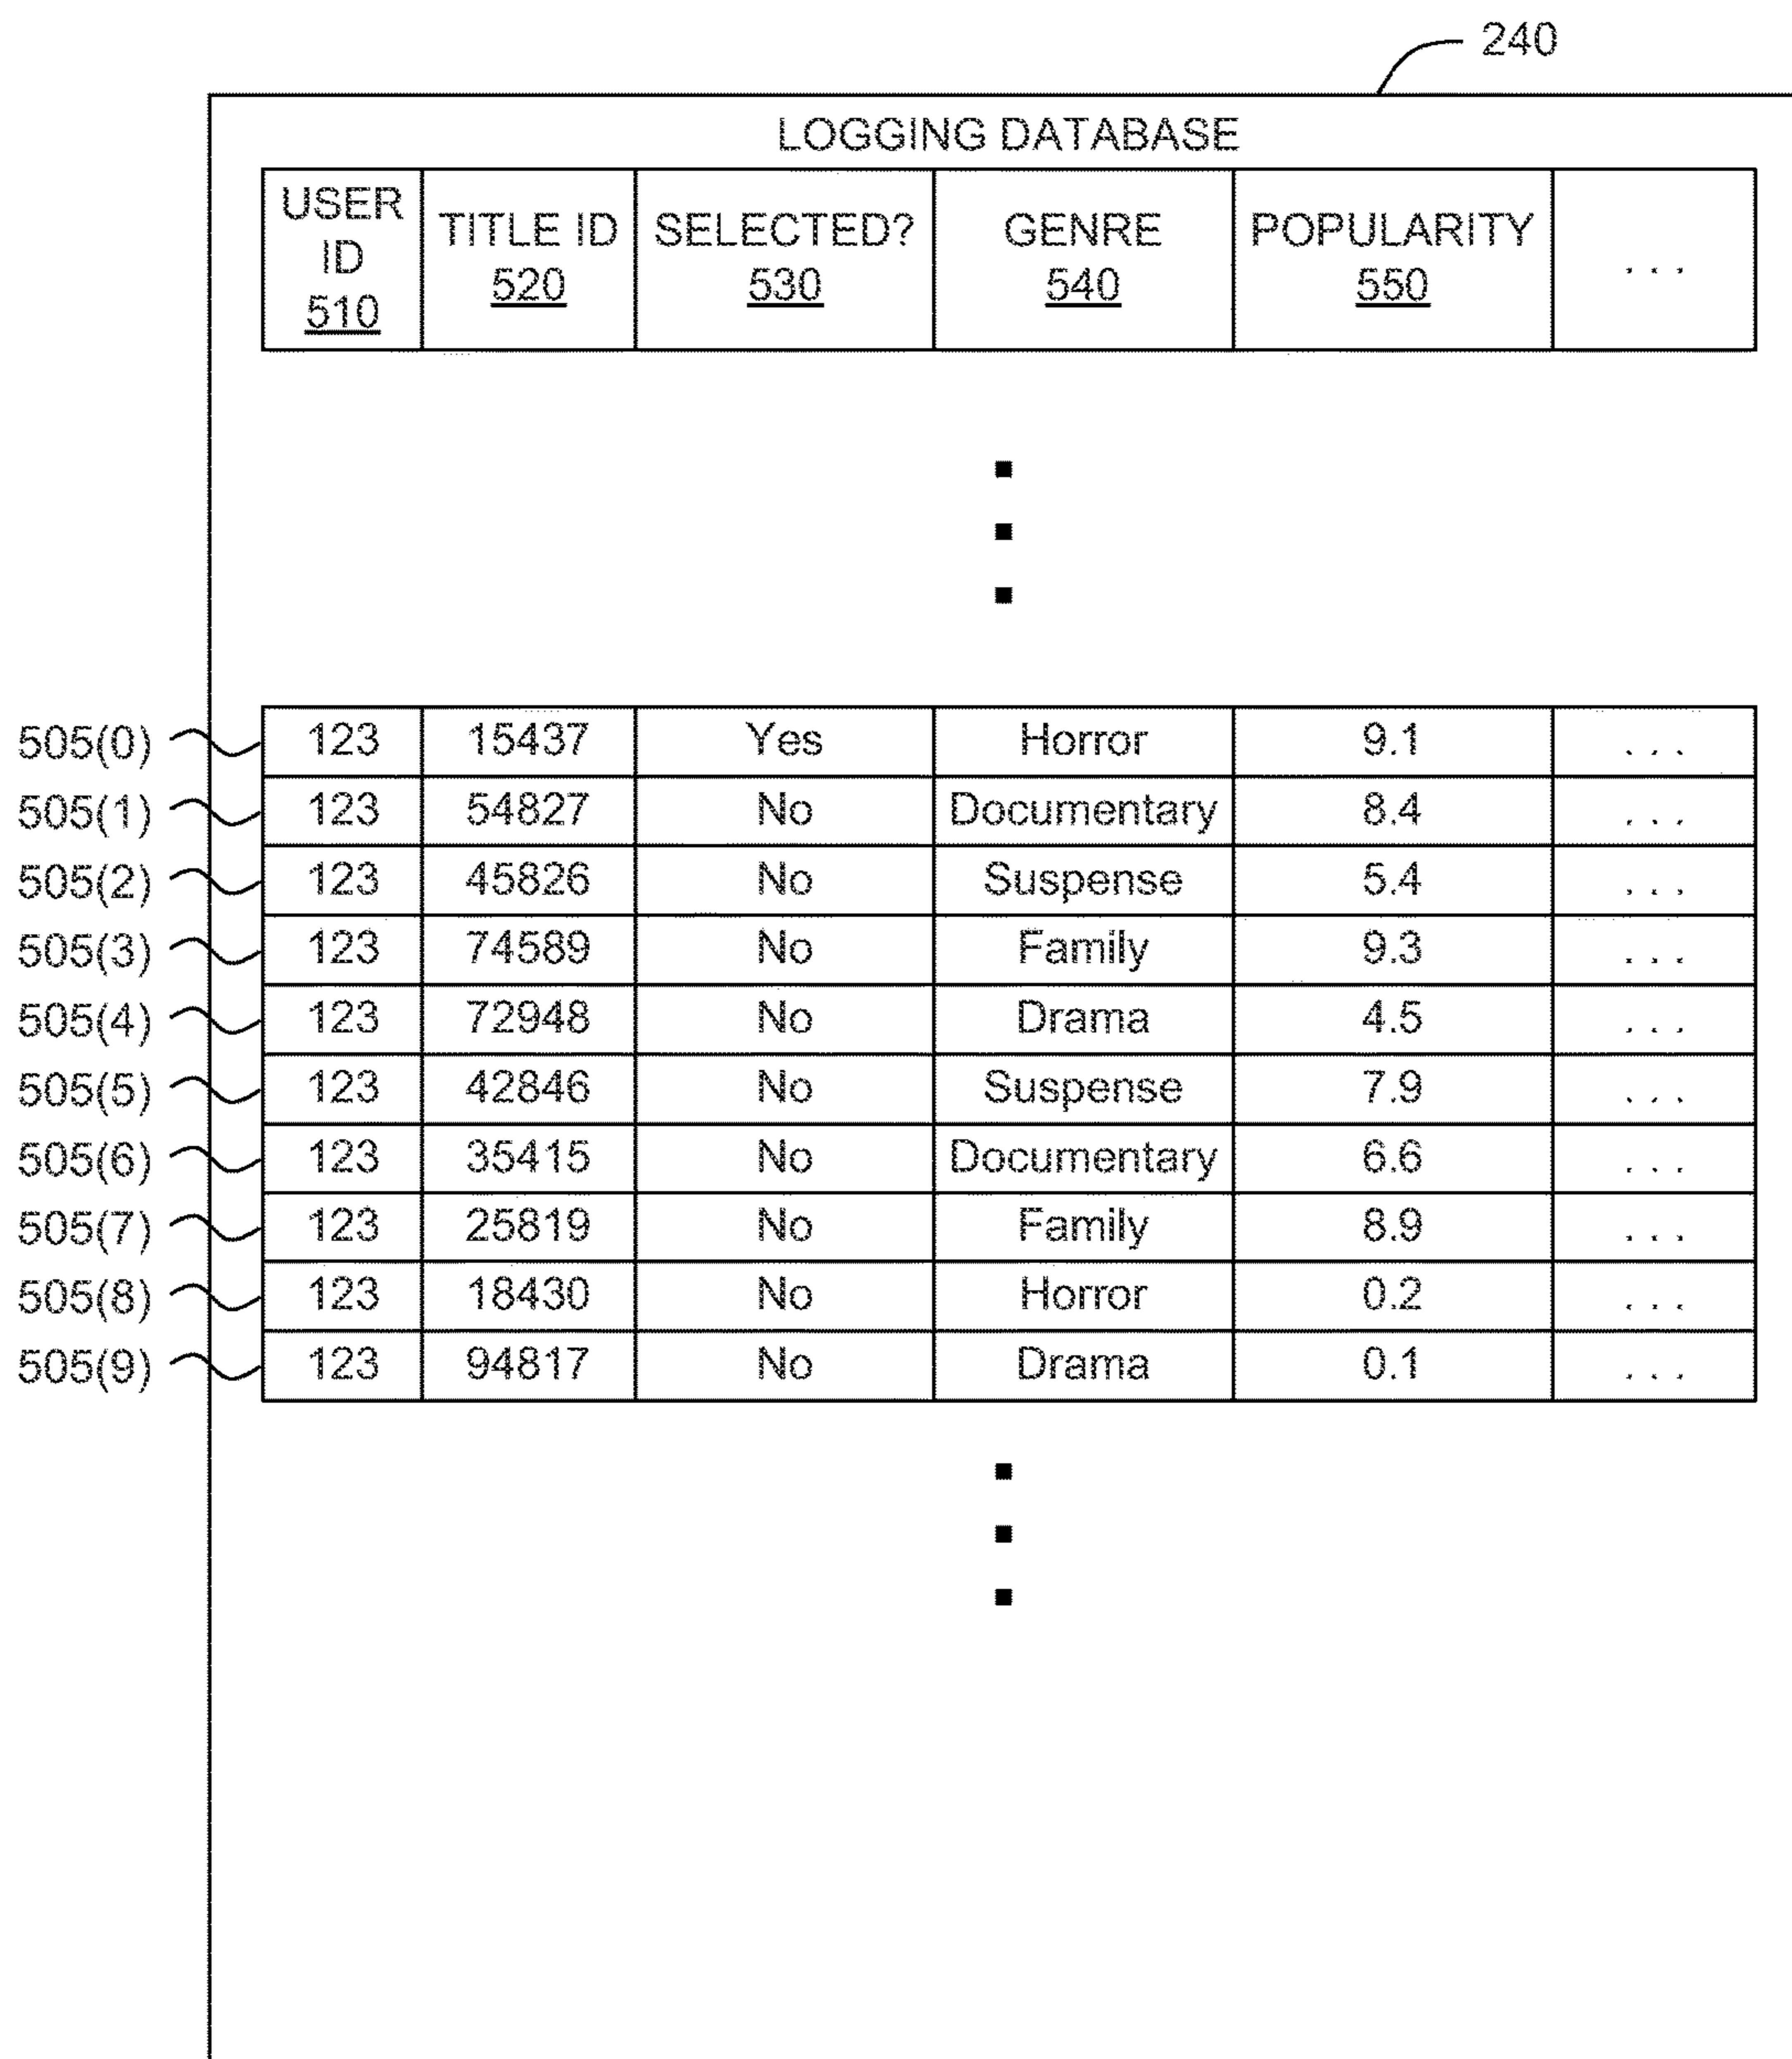 240
LOGGING DATABASE
USER ID 510 TITLE ID 520 SELECTED? 530 GENRE 540 POPULARITY 550 . . .
505(0) 123 15437 Yes Horror 9.1 . . .
505(1) 123 54827 No Documentary 8.4 . . .
505(2) 123 45826 No Suspense 5.4 . . .
505(3) 123 74589 No Family 9.3 . . .
505(4) 123 72948 No Drama 4.5 . . .
505(5) 123 42846 No Suspense 7.9 . . .
505(6) 123 35415 No Documentary 6.6 . . .
505(7) 123 25819 No Family 8.9 . . .
505(8) 123 18430 No Horror 0.2 . . .
505(9) 123 94817 No Drama 0.1 . . .